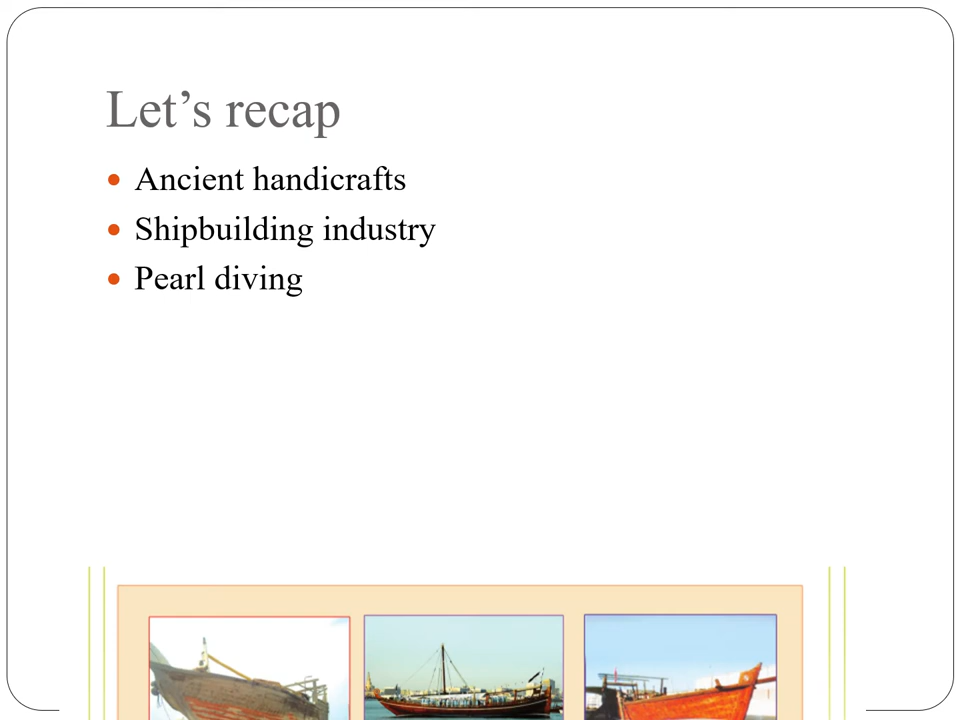 Let’s recap
Ancient handicrafts
Shipbuilding industry
Pearl diving